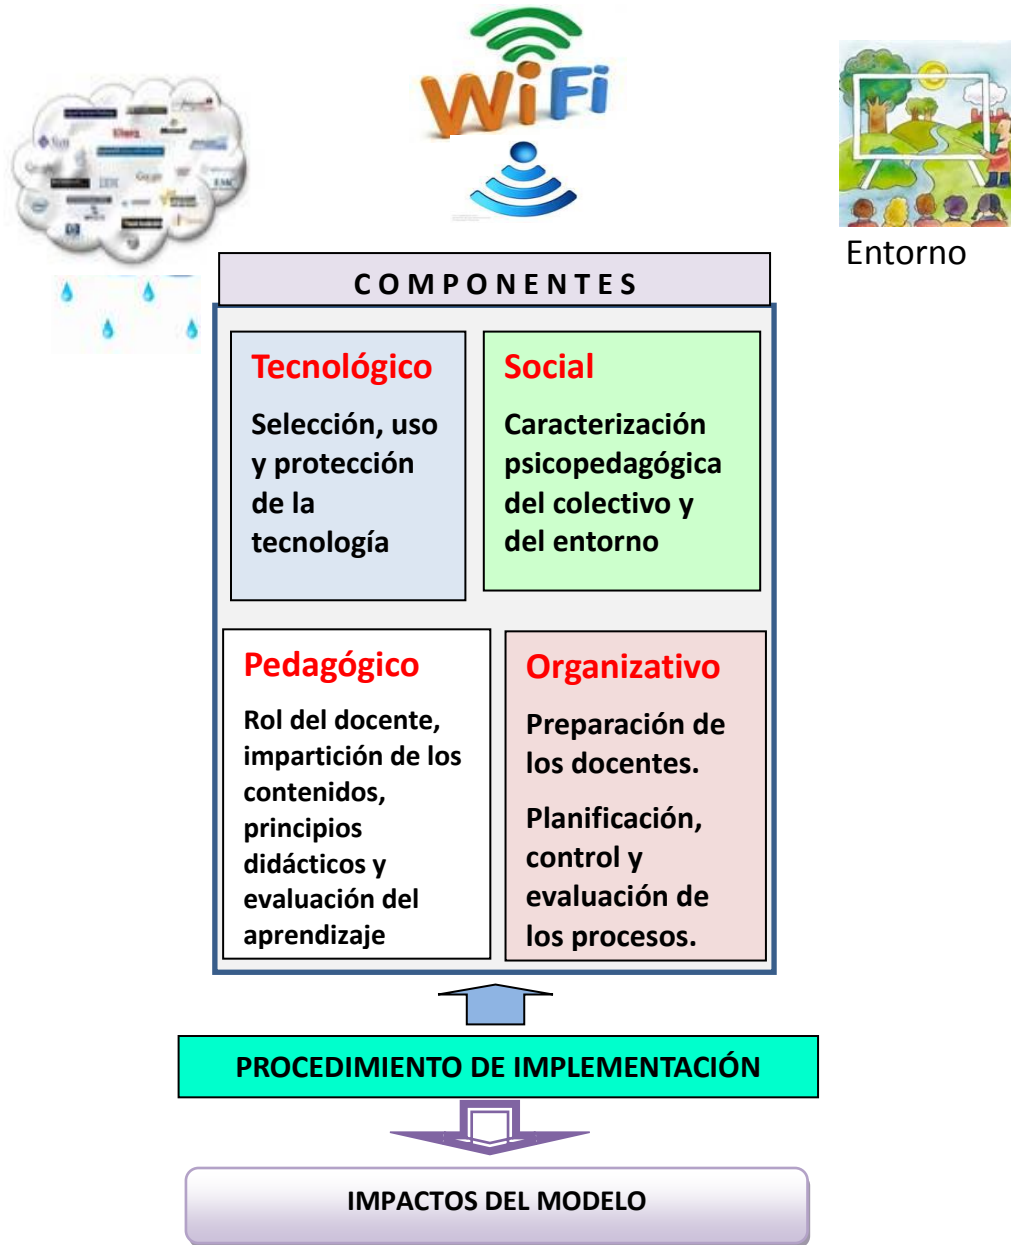 WiFi
Entorno
COMPONENTES
Tecnológico
Selección, uso
y protección
de la
tecnología
Social
Caracterización
psicopedagógica
del colectivo y
del entorno
Pedagógico
Rol del docente,
impartición de los
contenidos,
principios
didácticos y
evaluación del
aprendizaje
Organizativo
Preparación de
los docentes.
Planificación,
control y
evaluación de
los procesos.
PROCEDIMIENTO DE IMPLEMENTACIÓN
IMPACTOS DEL MODELO